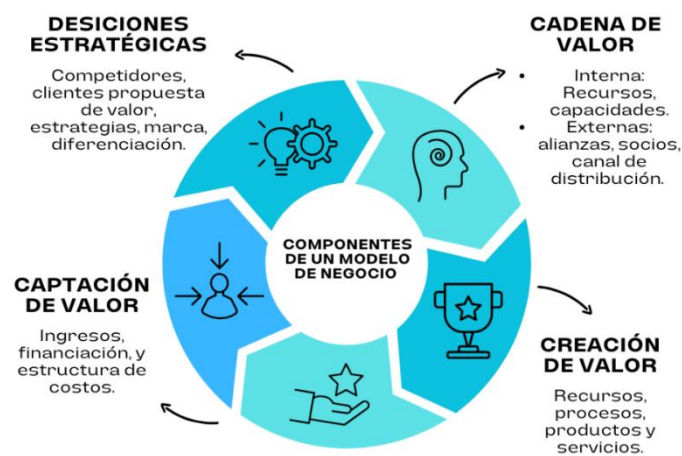 DESICIONES
ESTRATÉGICAS
Competidores,
clientes propuesta
de valor,
estrategias, marca,
diferenciación.
CADENA DE
VALOR
• Interna:
Recursos,
capacidades.
• Externas:
alianzas, socios,
canal de
distribución.
COMPONENTES
DE UN MODELO
DE NEGOCIO
CAPTACIÓN
DE VALOR
Ingresos,
financiación, y
estructura de
costos.
CREACIÓN
DE VALOR
Recursos,
procesos,
productos y
servicios.